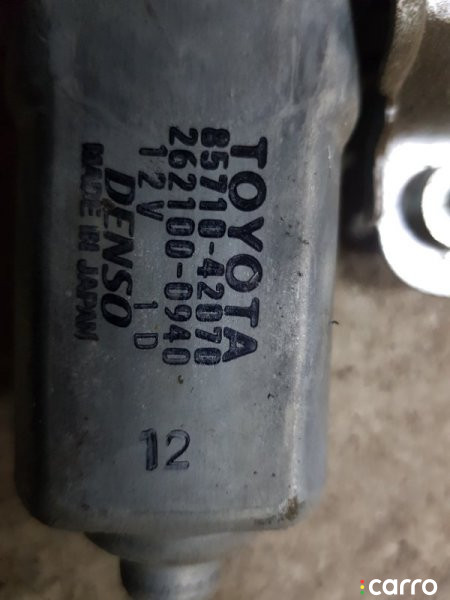 TOYOTA
85710-42070
262100-0940
12V 1D
DENSO
MADE IN JAPAN
12
carro